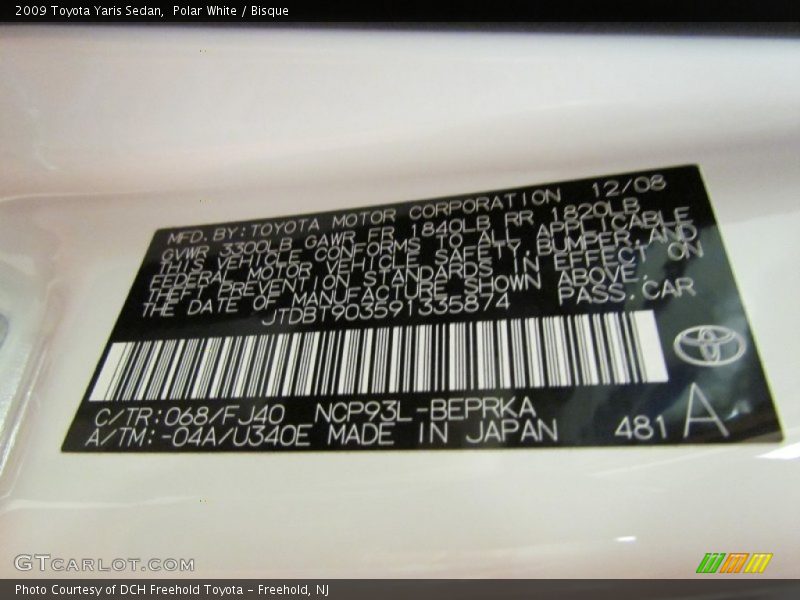 2009 Toyota Yaris Sedan, Polar White / Bisque
MFD. BY: TOYOTA MOTOR CORPORATION 12/08
GVWR 3300LB GAWR FR 1840LB RR 1820LB
THIS VEHICLE CONFORMS TO ALL APPLICABLE
FEDERAL MOTOR VEHICLE SAFETY, BUMPER, AND
THEFT PREVENTION STANDARDS IN EFFECT ON
THE DATE OF MANUFACTURE SHOWN ABOVE.
JTDBT903591335874 PASS. CAR
C/TR: 068/FJ40 NCP93L-BEPRKA
A/TM: -04A/U340E MADE IN JAPAN 481 A
GTCARLOT.COM
Photo Courtesy of DCH Freehold Toyota - Freehold, NJ